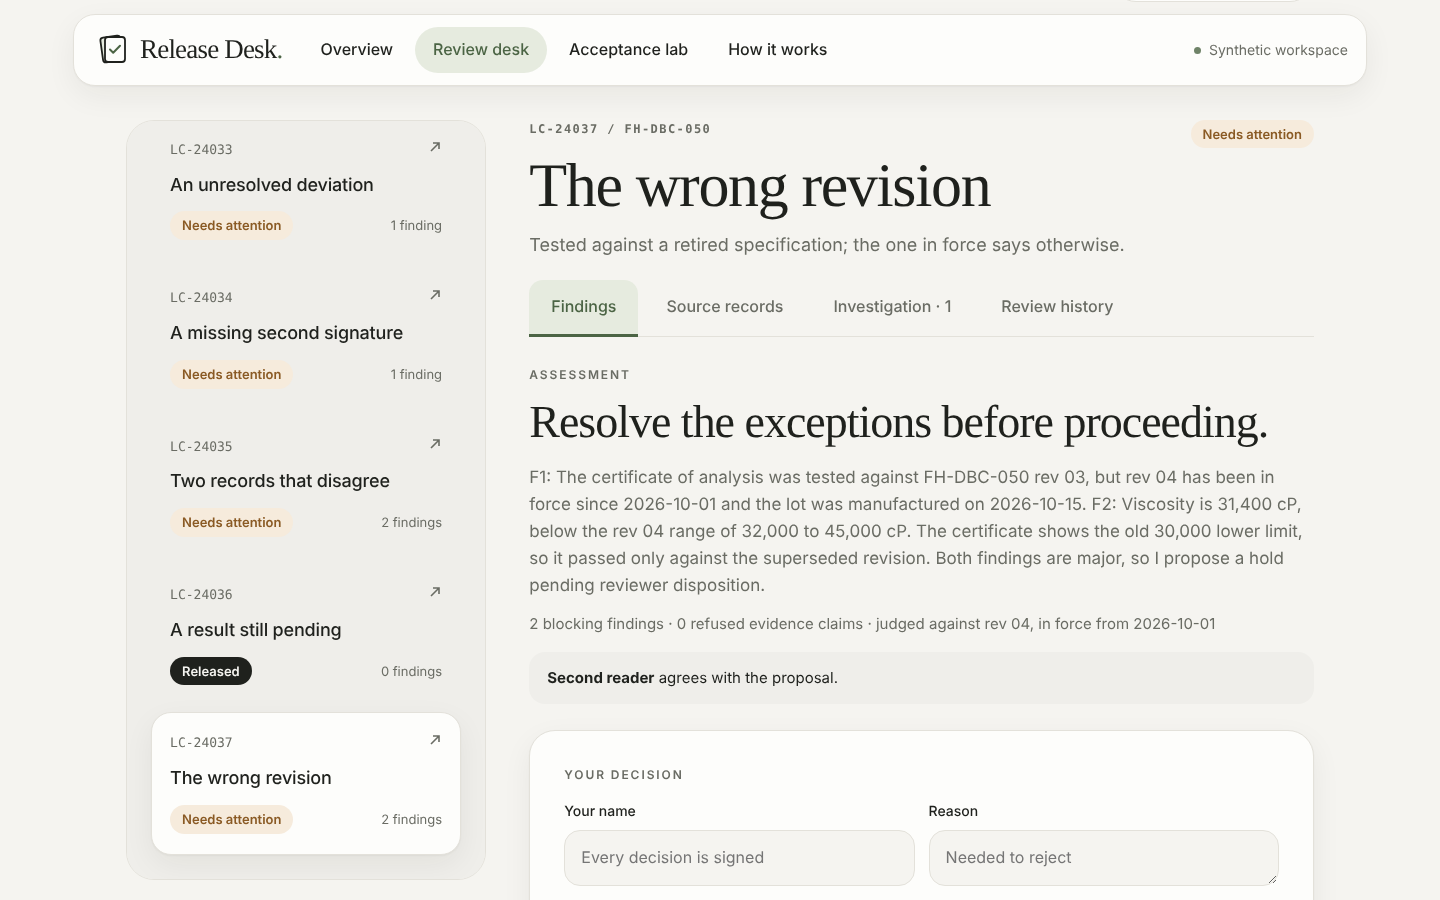 Release Desk.
Overview
Review desk
Acceptance lab
How it works
Synthetic workspace
LC-24033
An unresolved deviation
Needs attention
1 finding
LC-24034
A missing second signature
Needs attention
1 finding
LC-24035
Two records that disagree
Needs attention
2 findings
LC-24036
A result still pending
Released
0 findings
LC-24037
The wrong revision
Needs attention
2 findings
LC-24037 / FH-DBC-050
Needs attention
The wrong revision
Tested against a retired specification; the one in force says otherwise.
Findings
Source records
Investigation · 1
Review history
ASSESSMENT
Resolve the exceptions before proceeding.
F1: The certificate of analysis was tested against FH-DBC-050 rev 03, but rev 04 has been in
force since 2026-10-01 and the lot was manufactured on 2026-10-15. F2: Viscosity is 31,400 cP,
below the rev 04 range of 32,000 to 45,000 cP. The certificate shows the old 30,000 lower limit,
so it passed only against the superseded revision. Both findings are major, so I propose a hold
pending reviewer disposition.
2 blocking findings · 0 refused evidence claims · judged against rev 04, in force from 2026-10-01
Second reader agrees with the proposal.
YOUR DECISION
Your name
Reason
Every decision is signed
Needed to reject